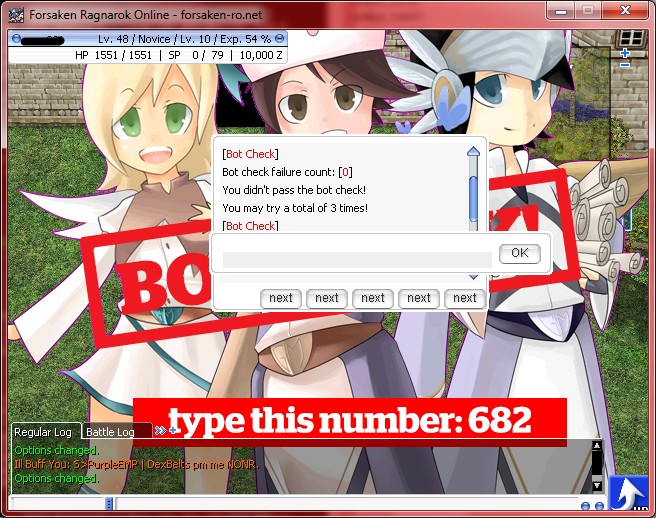 Forsaken Ragnarok Online - forsaken-ro.net
Lv. 48 / Novice / Lv. 10 / Exp. 54 %
HP 1551 / 1551 | SP 0 / 79 | 10,000 Z
[Bot Check]
Bot check failure count: [0]
You didn't pass the bot check!
You may try a total of 3 times!
[Bot Check]
OK
next next next next next
BO
type this number: 682
Regular Log Battle Log
Options changed.
Ill Buff You: 5>PurpleEMP | DexBelts pm me NONR.
Options changed.